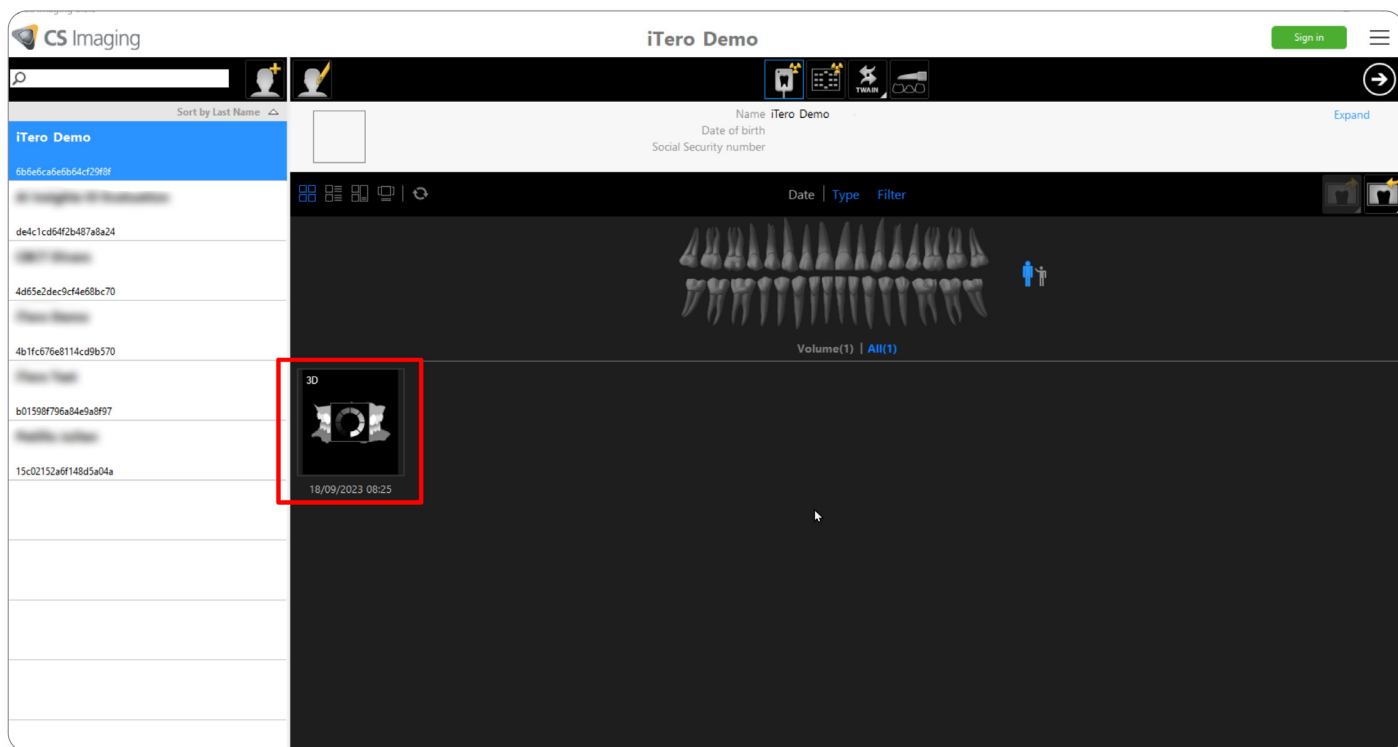 CS Imaging
iTero Demo
Sign in
TWAIN
Sort by Last Name
Name iTero Demo
Expand
Date of birth
Social Security number
iTero Demo
6b6e6ca6e6b64cf29f8f
Date | Type Filter
de4c1cd64f2b487a8a24
4d65e2dec9cf4e68bc70
4b1fc676e8114cd9b570
Volume(1) | All(1)
3D
b01598f796a84e9a8f97
15c02152a6f148d5a04a
18/09/2023 08:25